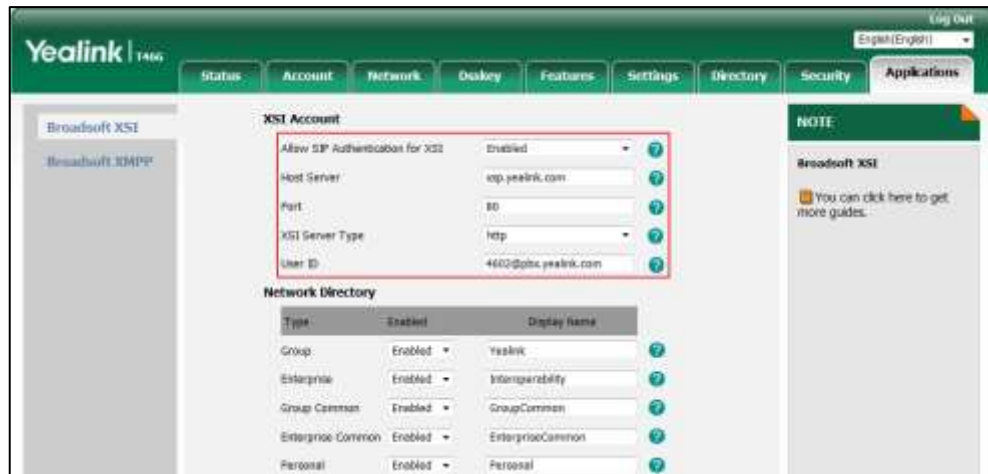 Log Out
Yealink | T46G
English(English)
Status Account Network Dsskey Features Settings Directory Security Applications
Broadsoft XSI
Broadsoft XMPP
XSI Account
Allow SIP Authentication for XSI Enabled
Host Server xsp.yealink.com
Port 80
XSI Server Type http
User ID 4602@pbx.yealink.com
Network Directory
Type Enabled Display Name
Group Enabled Yealink
Enterprise Enabled Interoperability
Group Common Enabled GroupCommon
Enterprise Common Enabled EnterpriseCommon
Personal Enabled Personal
NOTE
Broadsoft XSI
You can click here to get
more guides.